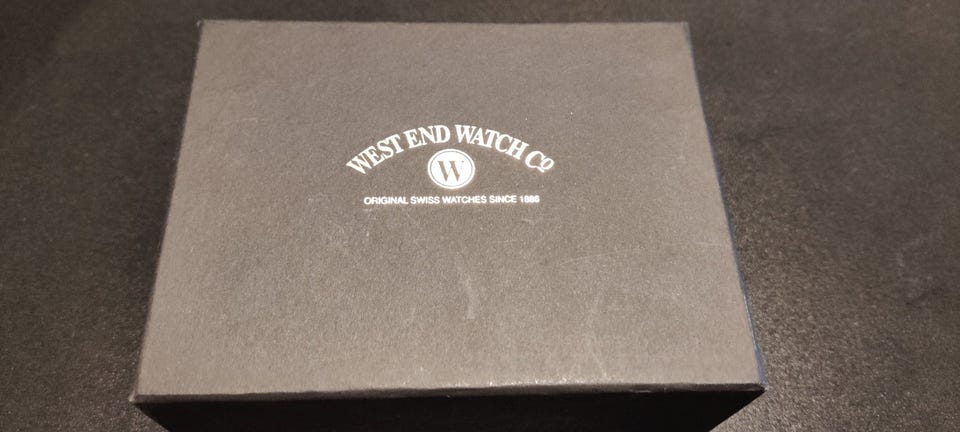 WEST END WATCH Co
W
ORIGINAL SWISS WATCHES SINCE 1886